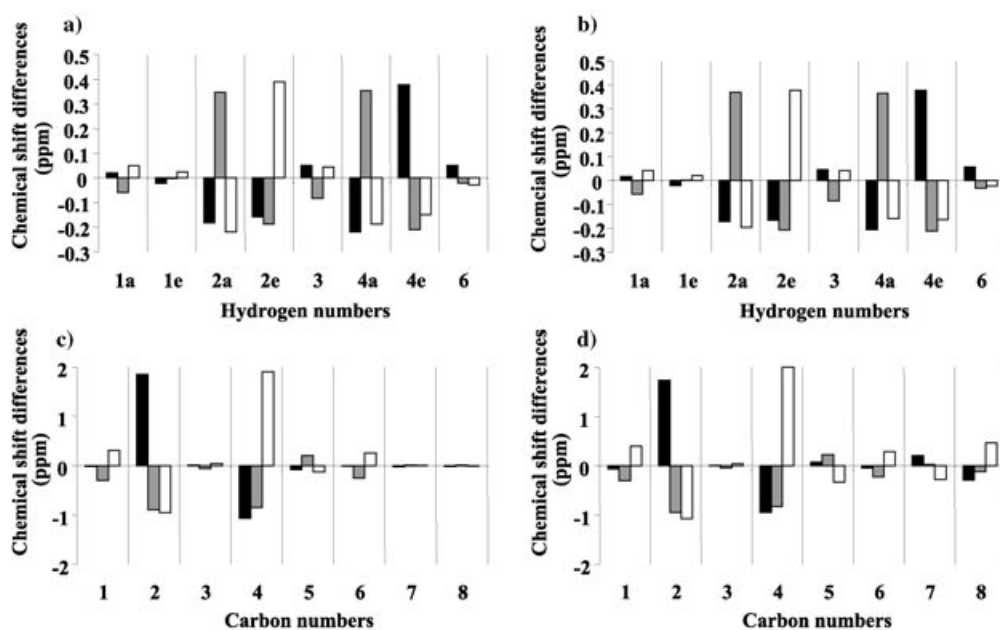 a)
Chemical shift differences
(ppm)
0.5
0.4
0.3
0.2
0.1
0
-0.1
-0.2
-0.3
1a 1e 2a 2e 3 4a 4e 6
Hydrogen numbers
b)
Chemcial shift differences
(ppm)
0.5
0.4
0.3
0.2
0.1
0
-0.1
-0.2
-0.3
1a 1e 2a 2e 3 4a 4e 6
Hydrogen numbers
c)
Chemical shift differences
(ppm)
2
1
0
-1
-2
1 2 3 4 5 6 7 8
Carbon numbers
d)
Chemical shift differences
(ppm)
2
1
0
-1
-2
1 2 3 4 5 6 7 8
Carbon numbers